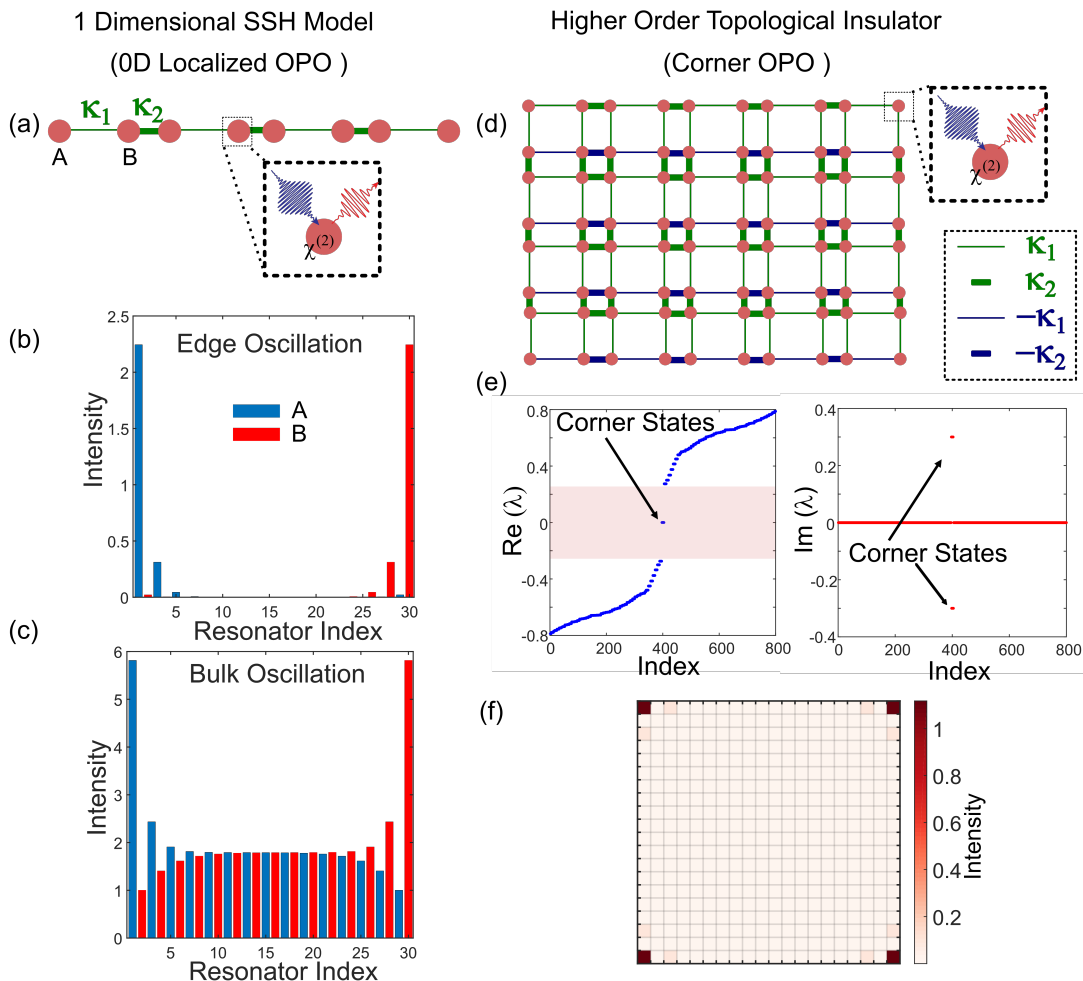 1 Dimensional SSH Model
(0D Localized OPO )
(a)
κ1 κ2
A B
χ(2)
(b)
Edge Oscillation
A
B
Intensity
2.5
2
1.5
1
0.5
0
5 10 15 20 25 30
Resonator Index
(c)
Bulk Oscillation
Intensity
6
5
4
3
2
1
0
5 10 15 20 25 30
Resonator Index
Higher Order Topological Insulator
(Corner OPO )
(d)
χ(2)
κ1
κ2
−κ1
−κ2
(e)
Corner States
Re (λ)
0.8
0.4
0
-0.4
-0.8
0 200 400 600 800
Index
Corner States
Im (λ)
0.4
0.2
0
-0.2
-0.4
0 200 400 600 800
Index
(f)
1
0.8
0.6
0.4
0.2
Intensity